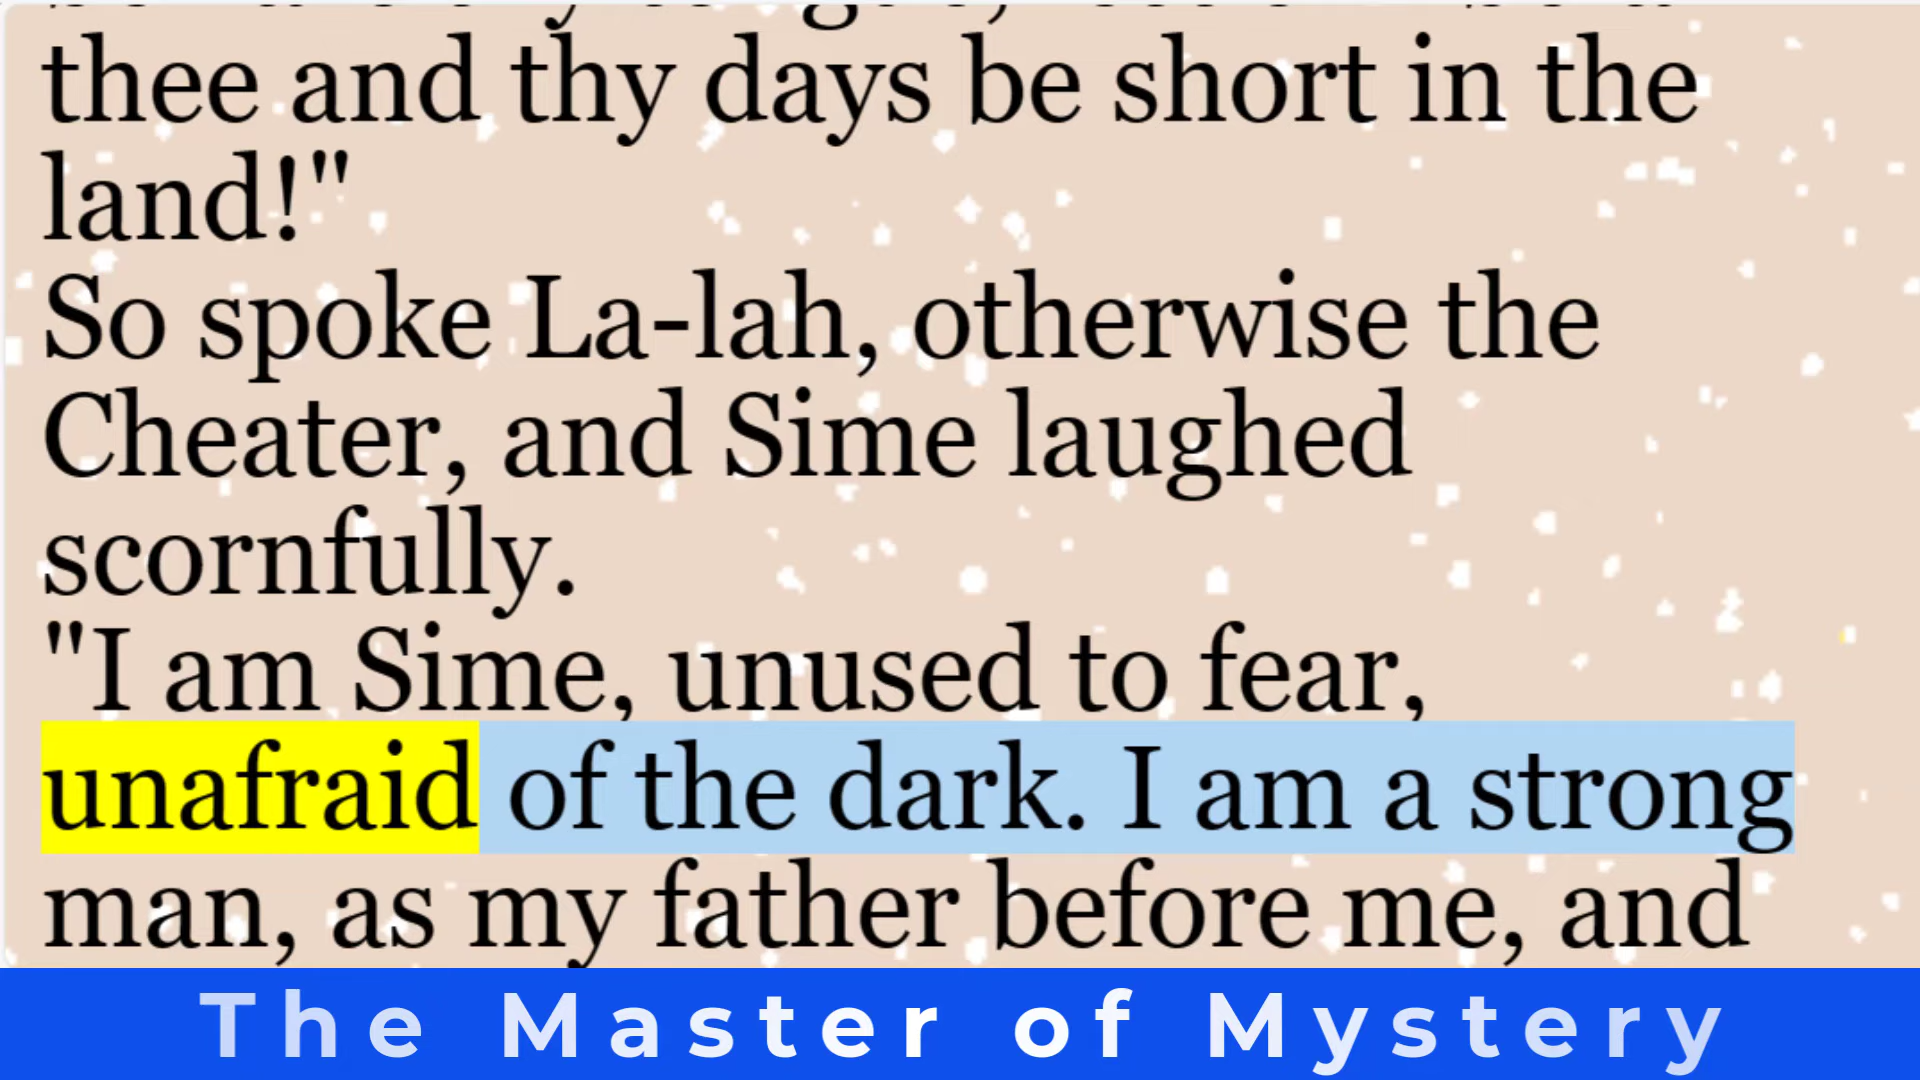 thee and thy days be short in the
land!"
So spoke La-lah, otherwise the
Cheater, and Sime laughed
scornfully.
"I am Sime, unused to fear,
unafraid of the dark. I am a strong
man, as my father before me, and
The Master of Mystery